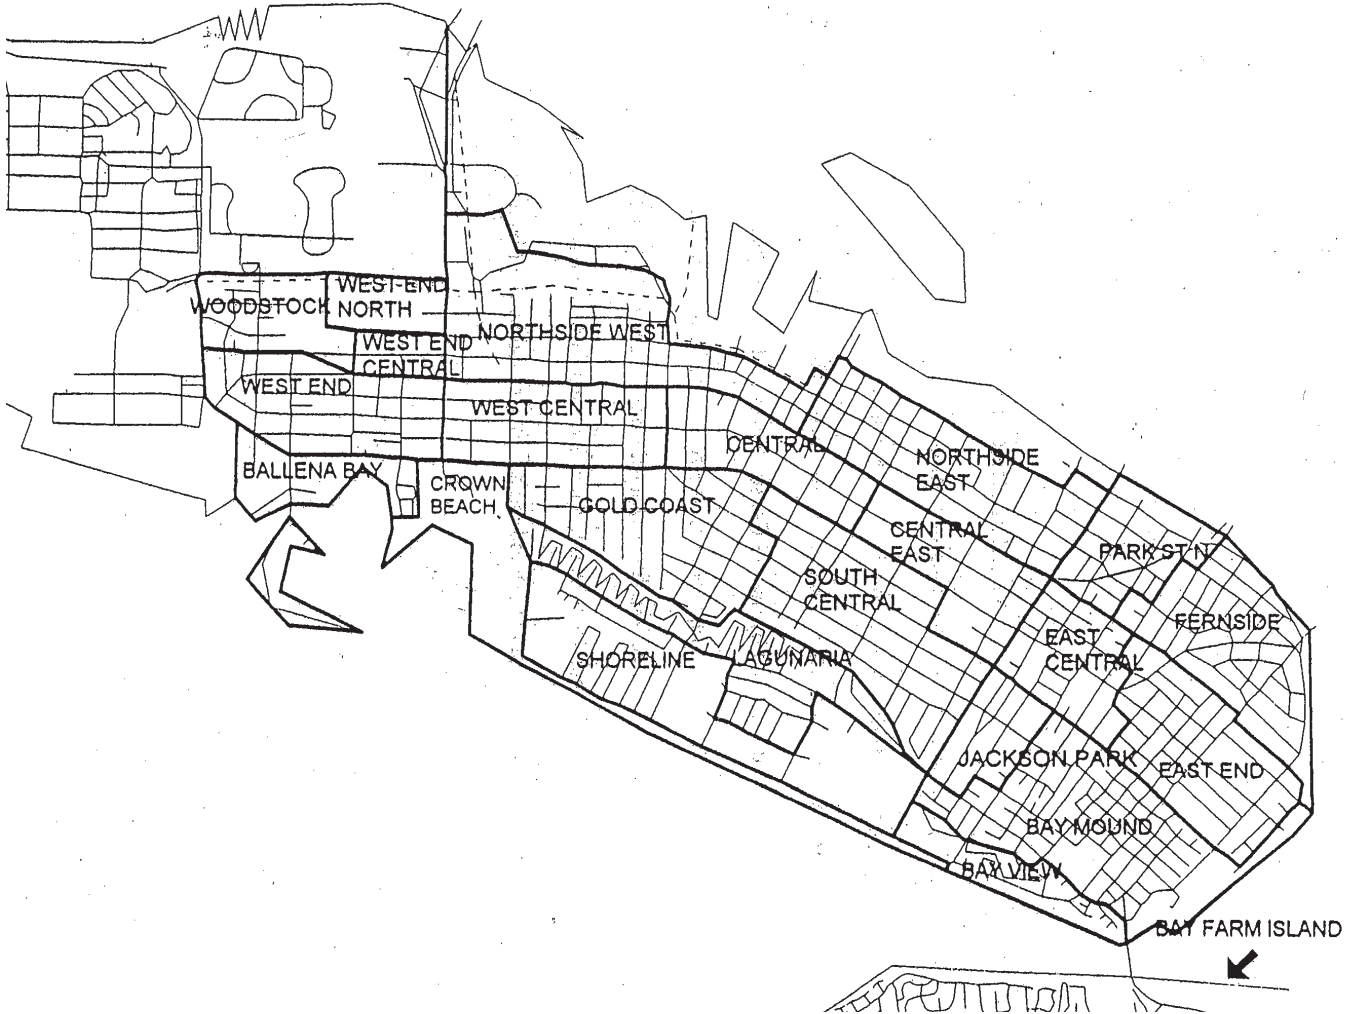 WEST-END
NORTH
WOODSTOCK
NORTHSIDE WEST
WEST END
CENTRAL
WEST END
WEST CENTRAL
CENTRAL
NORTHSIDE
EAST
BALLENA BAY
CROWN
BEACH
GOLD COAST
CENTRAL
EAST
PARK ST'N
SOUTH
CENTRAL
FERNSIDE
EAST
CENTRAL
SHORELINE
LAGUNARIA
JACKSON PARK
EAST END
BAY MOUND
BAY VIEW
BAY FARM ISLAND